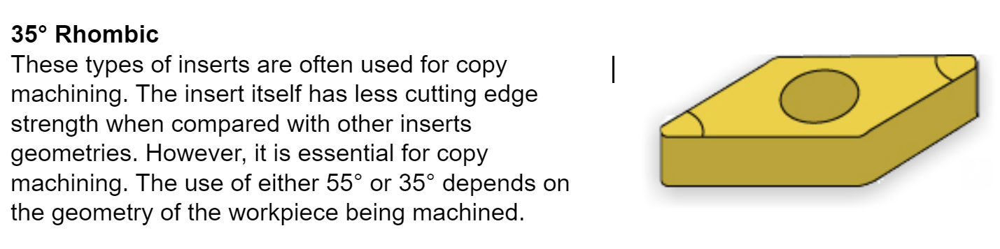 35° Rhombic
These types of inserts are often used for copy
machining. The insert itself has less cutting edge
strength when compared with other inserts
geometries. However, it is essential for copy
machining. The use of either 55° or 35° depends on
the geometry of the workpiece being machined.